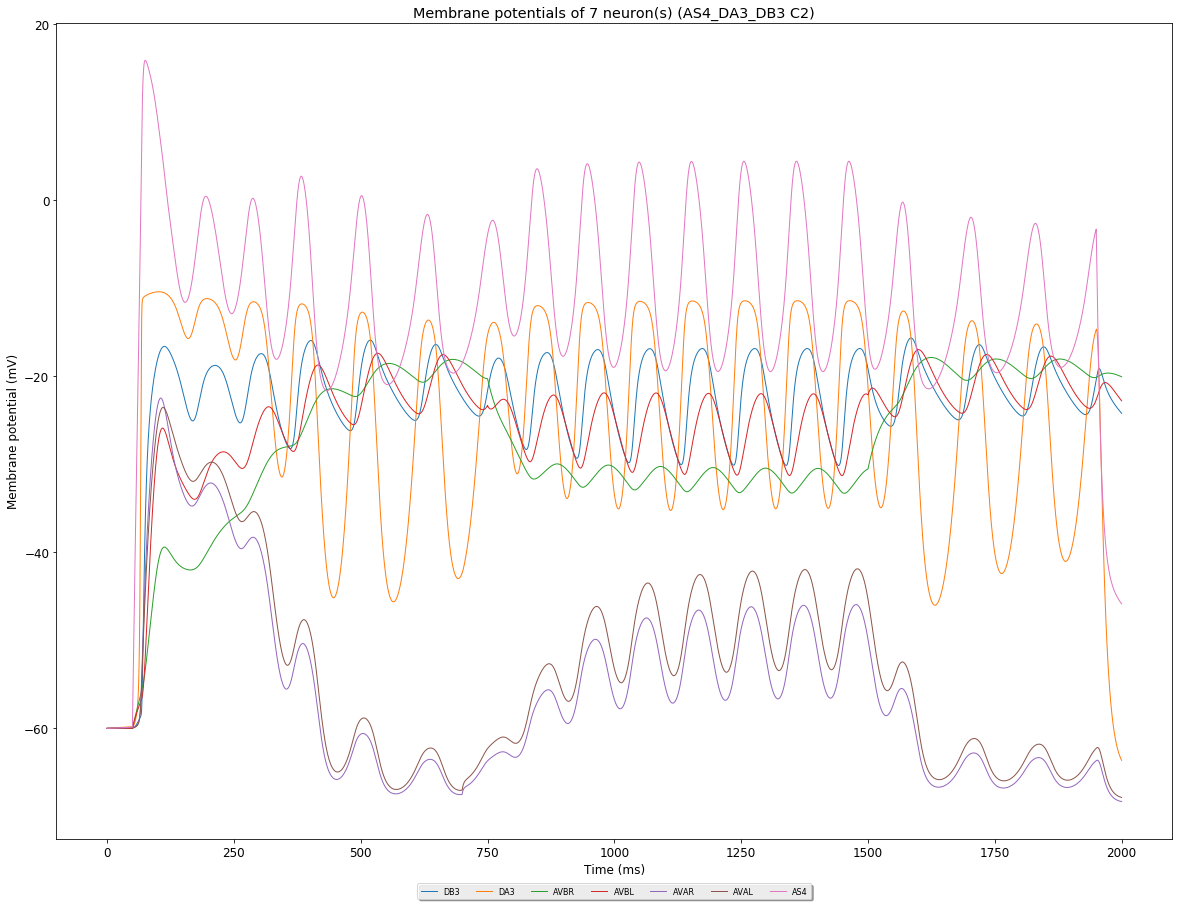 Membrane potentials of 7 neuron(s) (AS4_DA3_DB3 C2)
20
0
−20
−40
−60
Membrane potential (mV)
0 250 500 750 1000 1250 1500 1750 2000
Time (ms)
DB3 DA3 AVBR AVBL AVAR AVAL AS4